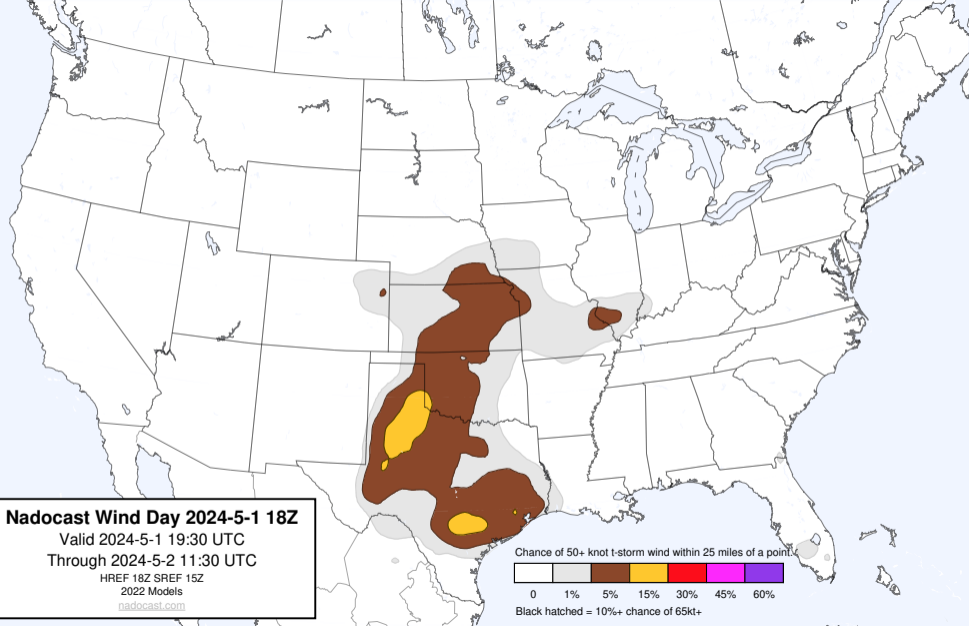 Nadocast Wind Day 2024-5-1 18Z
Valid 2024-5-1 19:30 UTC
Through 2024-5-2 11:30 UTC
HREF 18Z SREF 15Z
2022 Models
nadocast.com
Chance of 50+ knot t-storm wind within 25 miles of a point.
0 1% 5% 15% 30% 45% 60%
Black hatched = 10%+ chance of 65kt+